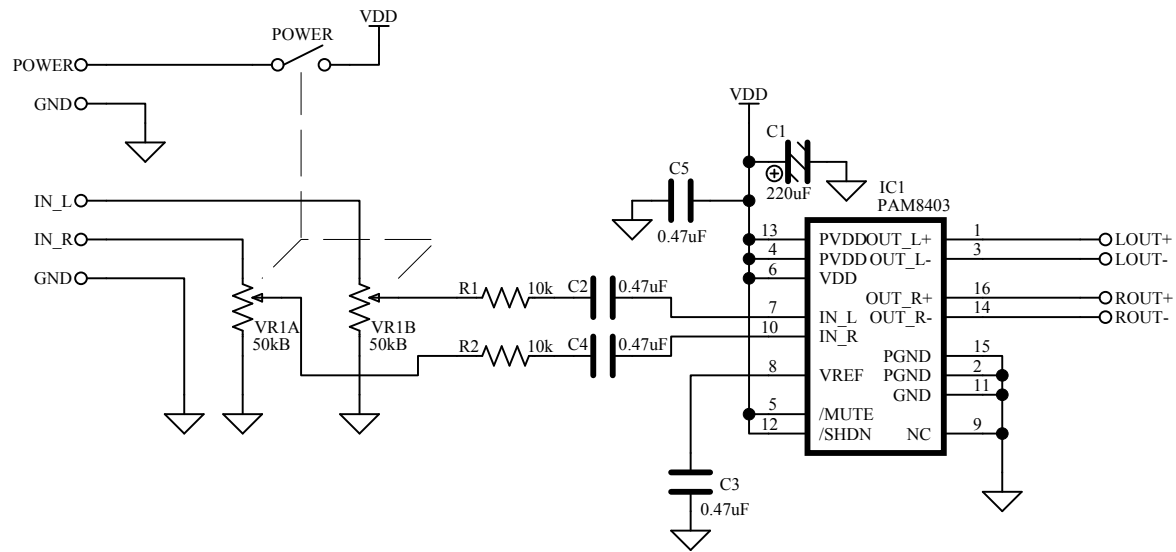 VDD
POWER
POWER
GND
VDD
C1
220uF
C5
0.47uF
IC1
PAM8403
IN_L
IN_R
GND
13 PVDD OUT_L+ 1 LOUT+
4 PVDD OUT_L- 3 LOUT-
6 VDD
OUT_R+ 16 ROUT+
OUT_R- 14 ROUT-
R1 10k C2 0.47uF
7 IN_L
VR1A
50kB
VR1B
50kB
R2 10k C4 0.47uF
10 IN_R
PGND 15
8 VREF PGND 2
GND 11
5 /MUTE
12 /SHDN NC 9
C3
0.47uF